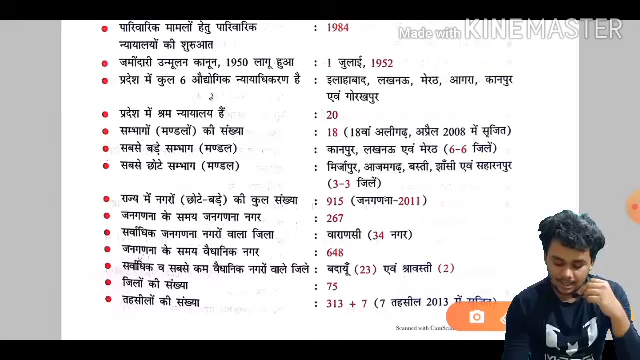 Made with KINEMASTER
पारिवारिक मामलों हेतु पारिवारिक : 1984
न्यायालयों की शुरुआत
जमींदारी उन्मूलन कानून, 1950 लागू हुआ : 1 जुलाई, 1952
प्रदेश में कुल 6 औद्योगिक न्यायाधिकरण है : इलाहाबाद, लखनऊ, मेरठ, आगरा, कानपुर
एवं गोरखपुर
प्रदेश में श्रम न्यायालय हैं : 20
सम्भागों (मण्डलों) की संख्या : 18 (18वां अलीगढ़, अप्रैल 2008 में सृजित)
सबसे बड़े सम्भाग (मण्डल) : कानपुर, लखनऊ एवं मेरठ (6-6 जिलें)
सबसे छोटे सम्भाग (मण्डल) : मिर्जापुर, आजमगढ़, बस्ती, झाँसी एवं सहारनपुर
(3-3 जिलें)
राज्य में नगरों (छोटे-बड़े) की कुल संख्या : 915 (जनगणना-2011)
जनगणना के समय जनगणना नगर : 267
सर्वाधिक जनगणना नगरों वाला जिला : वाराणसी (34 नगर)
जनगणना के समय वैधानिक नगर : 648
सर्वाधिक व सबसे कम वैधानिक नगरों वाले जिले : बदायूँ (23) एवं श्रावस्ती (2)
जिलों की संख्या : 75
तहसीलों की संख्या : 313 + 7 (7 तहसील 2013 में
Scanned with